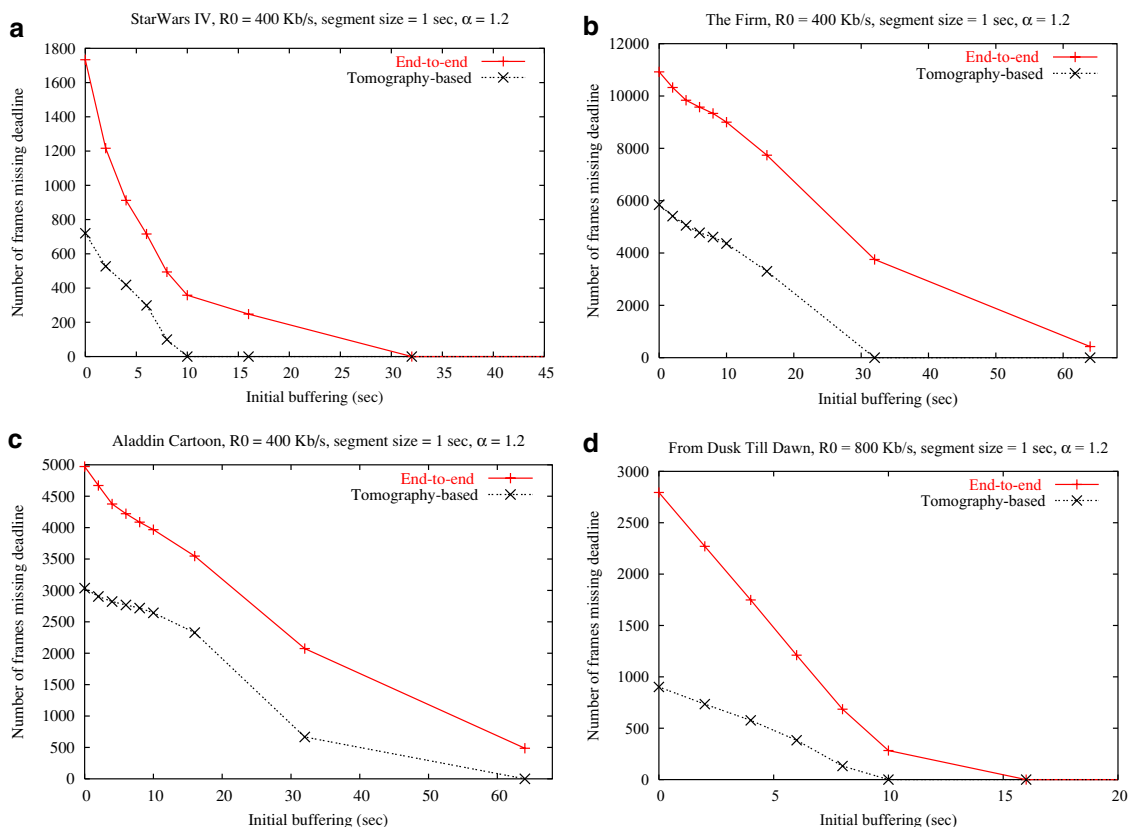 a
StarWars IV, R0 = 400 Kb/s, segment size = 1 sec, α = 1.2
Number of frames missing deadline
1800
1600
1400
1200
1000
800
600
400
200
0
End-to-end
Tomography-based
0 5 10 15 20 25 30 35 40 45
Initial buffering (sec)
b
The Firm, R0 = 400 Kb/s, segment size = 1 sec, α = 1.2
Number of frames missing deadline
12000
10000
8000
6000
4000
2000
0
End-to-end
Tomography-based
0 10 20 30 40 50 60
Initial buffering (sec)
c
Aladdin Cartoon, R0 = 400 Kb/s, segment size = 1 sec, α = 1.2
Number of frames missing deadline
5000
4500
4000
3500
3000
2500
2000
1500
1000
500
0
End-to-end
Tomography-based
0 10 20 30 40 50 60
Initial buffering (sec)
d
From Dusk Till Dawn, R0 = 800 Kb/s, segment size = 1 sec, α = 1.2
Number of frames missing deadline
3000
2500
2000
1500
1000
500
0
End-to-end
Tomography-based
0 5 10 15 20
Initial buffering (sec)